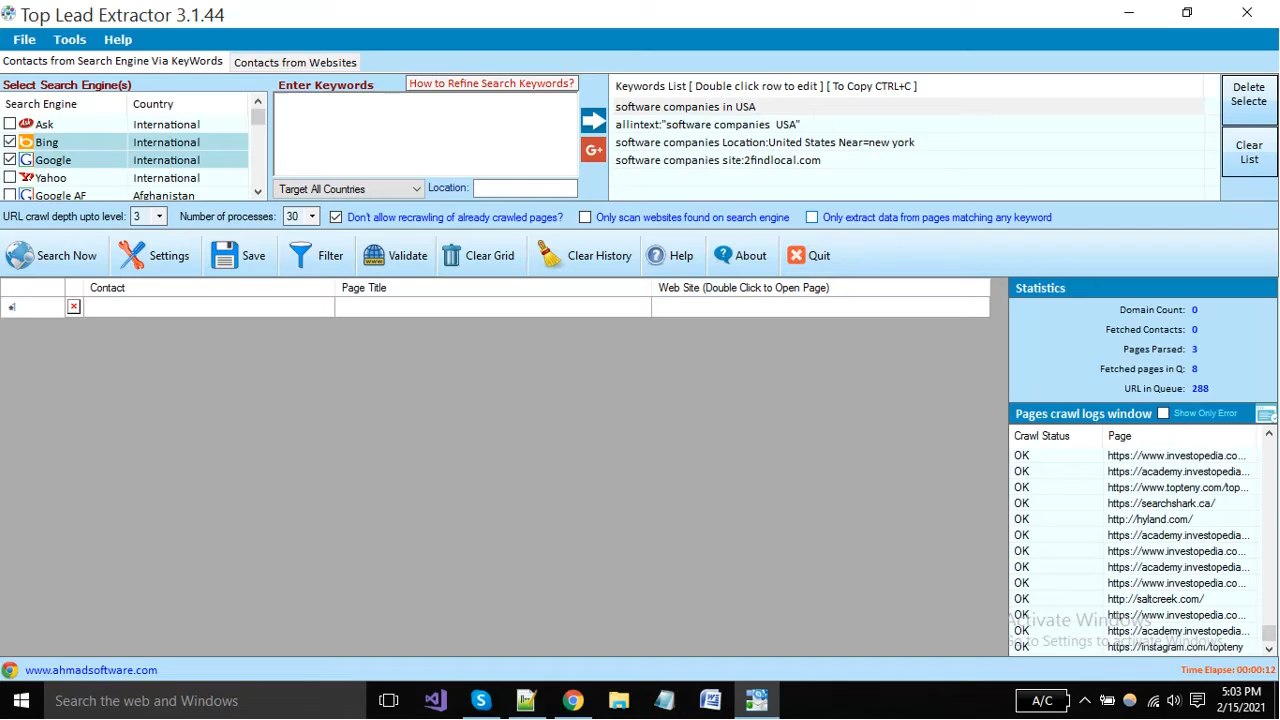 Top Lead Extractor 3.1.44
File Tools Help
Contacts from Search Engine Via KeyWords Contacts from Websites
Select Search Engine(s)
Search Engine Country
Ask International
Bing International
Google International
Yahoo International
Google AF Afghanistan
Enter Keywords How to Refine Search Keywords?
Target All Countries Location:
G+
Keywords List [ Double click row to edit ] [ To Copy CTRL+C ]
software companies in USA
allintext:"software companies USA"
software companies Location:United States Near=new york
software companies site:2findlocal.com
Delete
Selecte
Clear
List
URL crawl depth upto level: 3 Number of processes: 30 Don't allow recrawling of already crawled pages? Only scan websites found on search engine Only extract data from pages matching any keyword
Search Now Settings Save Filter Validate Clear Grid Clear History Help About Quit
Contact Page Title Web Site (Double Click to Open Page)
Statistics
Domain Count: 0
Fetched Contacts: 0
Pages Parsed: 3
Fetched pages in Q: 8
URL in Queue: 288
Pages crawl logs window Show Only Error
Crawl Status Page
OK https://www.investopedia.co...
OK https://academy.investopedia...
OK https://www.topteny.com/top...
OK https://searchshark.ca/
OK http://hyland.com/
OK https://academy.investopedia...
OK https://www.investopedia.co...
OK https://academy.investopedia...
OK https://www.investopedia.co...
OK http://saltcreek.com/
OK https://www.investopedia.co...
OK https://academy.investopedia...
OK https://instagram.com/topteny
Activate Windows
Go to Settings to activate Windows.
www.ahmadsoftware.com Time Elapse: 00:00:12
Search the web and Windows
A/C
5:03 PM
2/15/2021